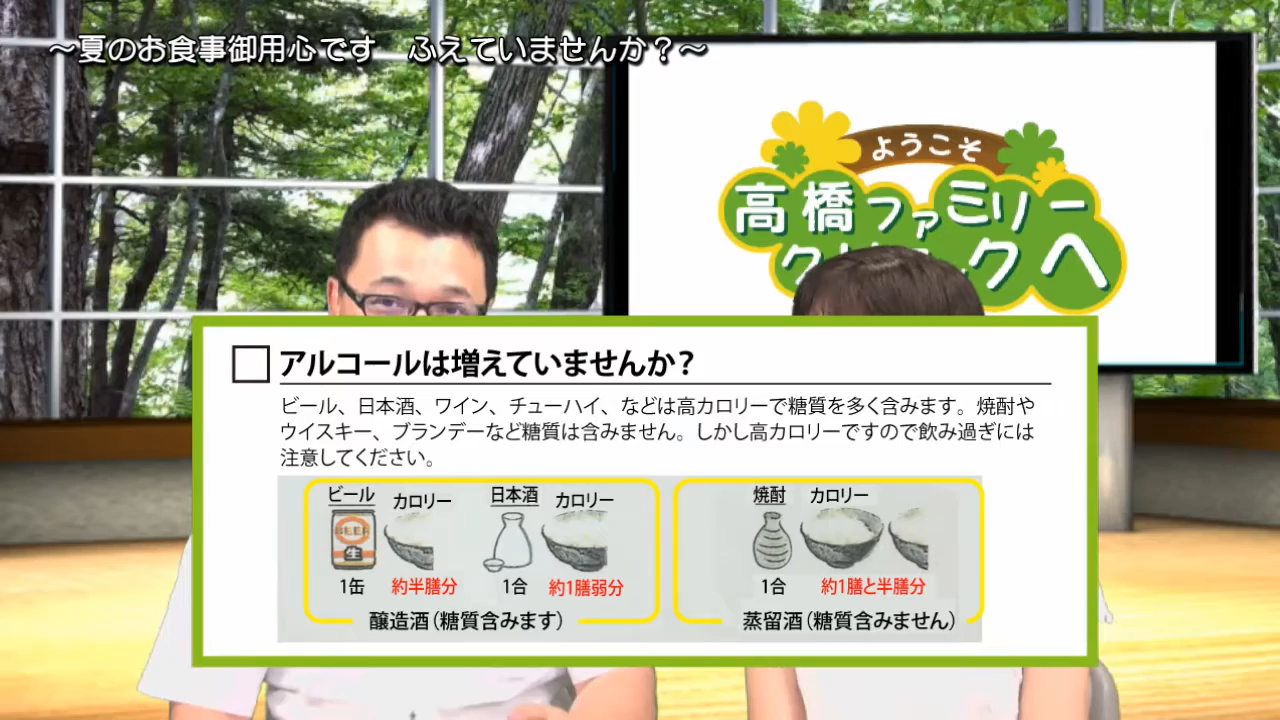 ～夏のお食事御用心です　ふえていませんか？～
ようこそ
高橋ファミリー
クへ
アルコールは増えていませんか？
ビール、日本酒、ワイン、チューハイ、などは高カロリーで糖質を多く含みます。焼酎や
ウイスキー、ブランデーなど糖質は含みません。しかし高カロリーですので飲み過ぎには
注意してください。
ビール カロリー 日本酒 カロリー 焼酎 カロリー
BEER
生
1缶 約半膳分 1合 約1膳弱分 1合 約1膳と半膳分
醸造酒（糖質含みます） 蒸留酒（糖質含みません）